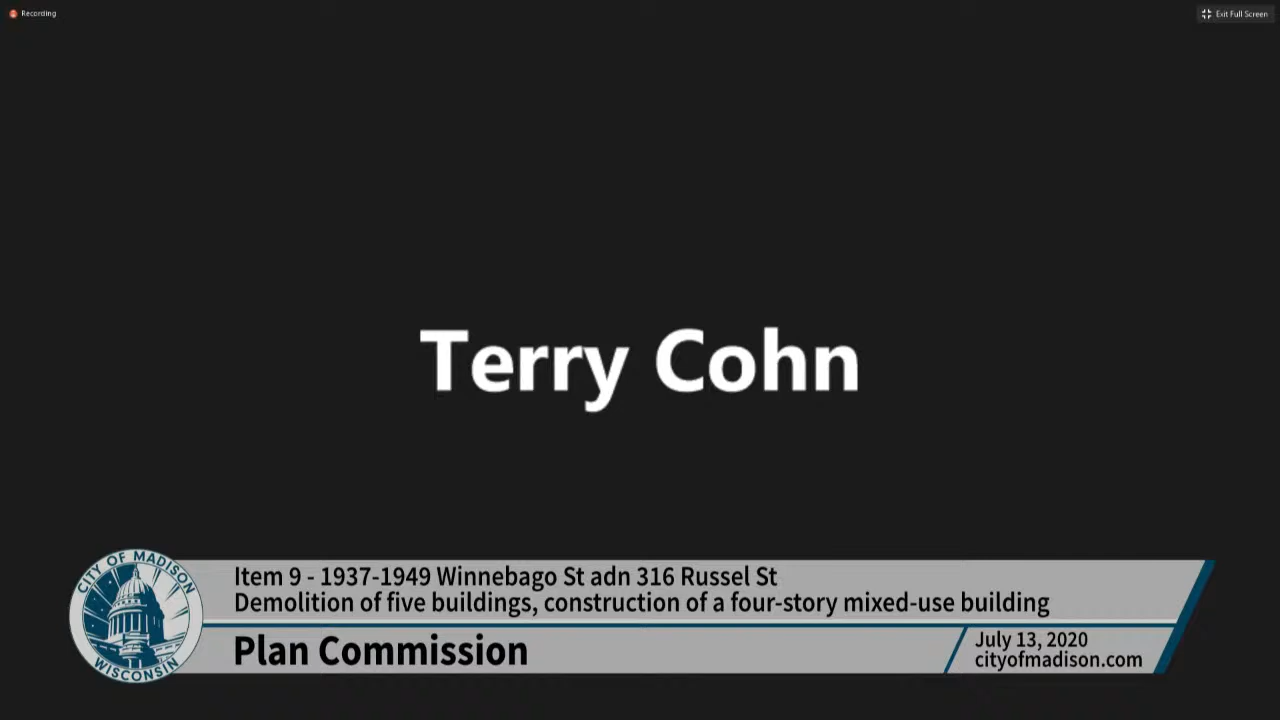 Recording
Exit Full Screen
Terry Cohn
CITY OF MADISON
WISCONSIN
Item 9 - 1937-1949 Winnebago St adn 316 Russel St
Demolition of five buildings, construction of a four-story mixed-use building
Plan Commission
July 13, 2020
cityofmadison.com